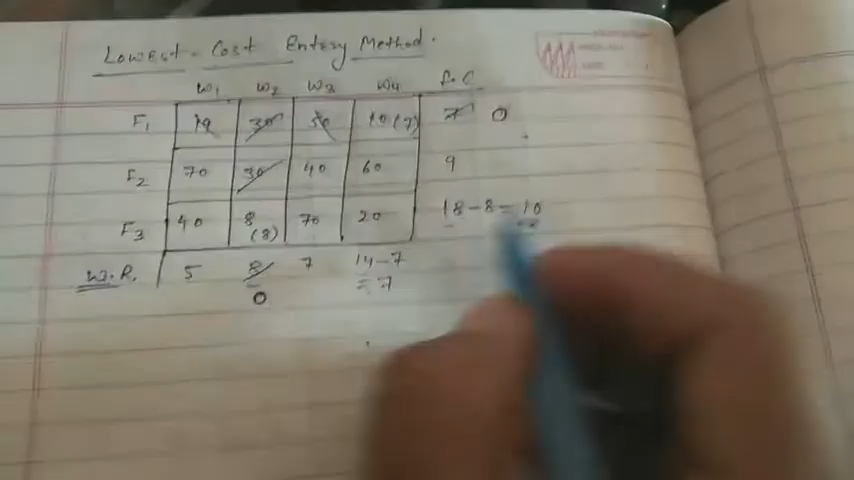 Lowest - Cost Entry Method.
W1 W2 W3 W4 F.C
F1 19 30 50 10(7) 7 0
F2 70 30 40 60 9
F3 40 8 (8) 70 20 18-8=10
W.R. 5 8 7 14-7
0 =7